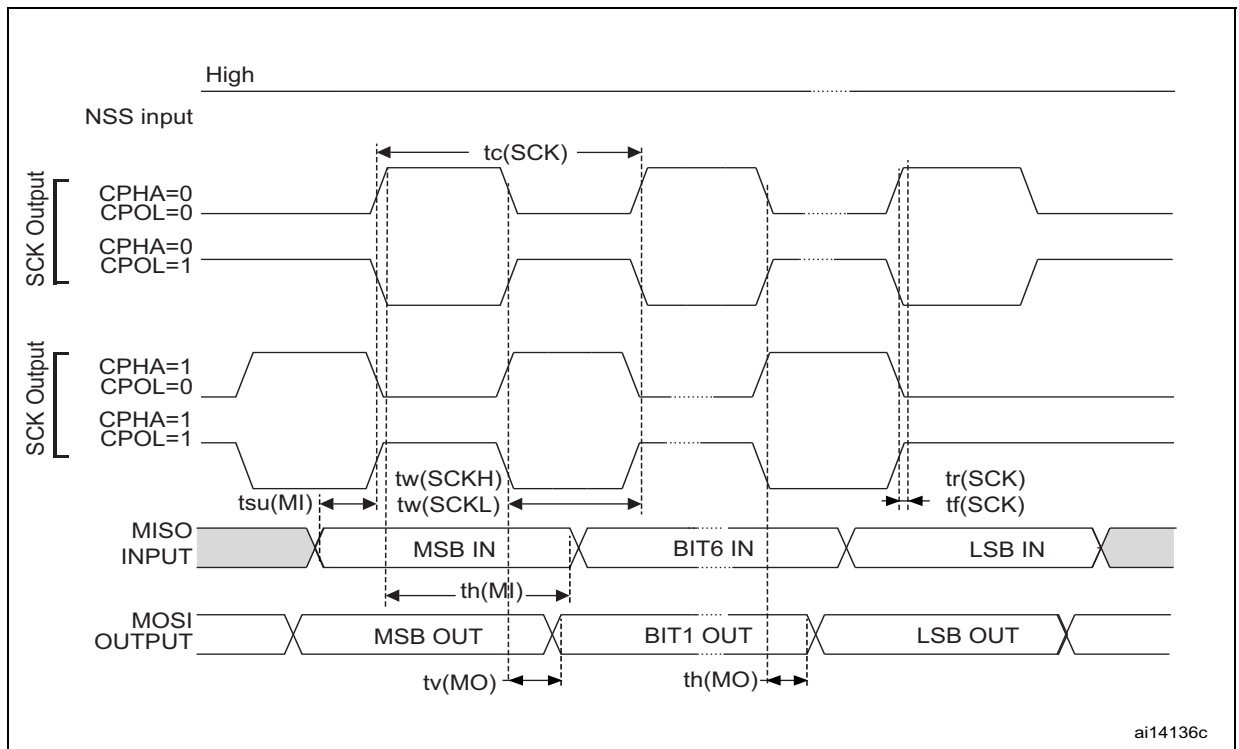 High
NSS input
tc(SCK)
SCK Output
CPHA=0
CPOL=0
CPHA=0
CPOL=1
SCK Output
CPHA=1
CPOL=0
CPHA=1
CPOL=1
tw(SCKH)
tw(SCKL)
tr(SCK)
tf(SCK)
tsu(MI)
MISO
INPUT
MSB IN
BIT6 IN
LSB IN
th(MI)
MOSI
OUTPUT
MSB OUT
BIT1 OUT
LSB OUT
tv(MO)
th(MO)
ai14136c